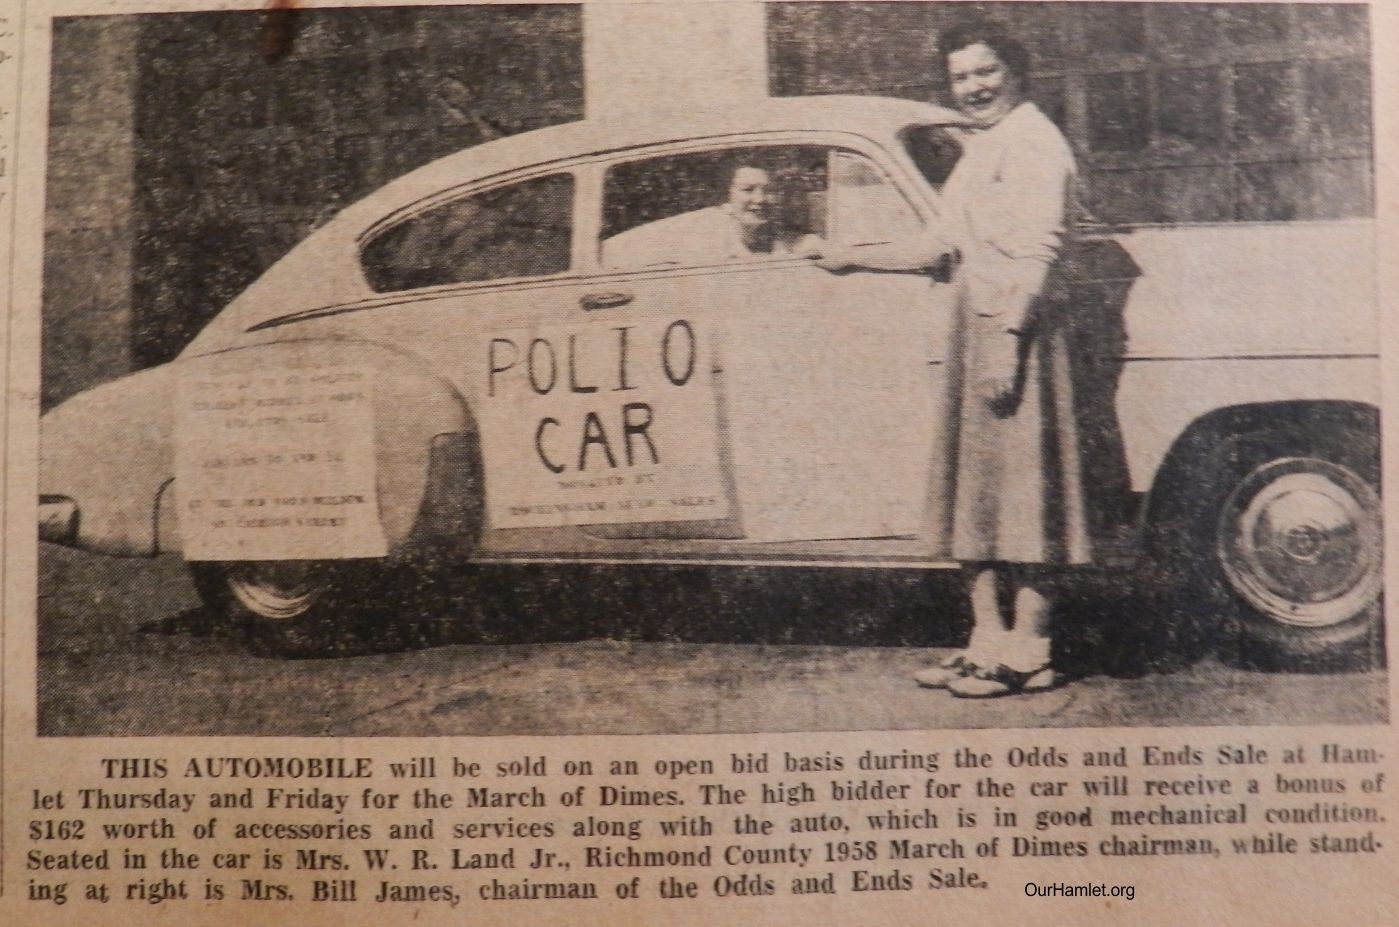 POLIO
CAR
THIS AUTOMOBILE will be sold on an open bid basis during the Odds and Ends Sale at Ham-
let Thursday and Friday for the March of Dimes. The high bidder for the car will receive a bonus of
$162 worth of accessories and services along with the auto, which is in good mechanical condition.
Seated in the car is Mrs. W. R. Land Jr., Richmond County 1958 March of Dimes chairman, while stand-
ing at right is Mrs. Bill James, chairman of the Odds and Ends Sale.
OurHamlet.org